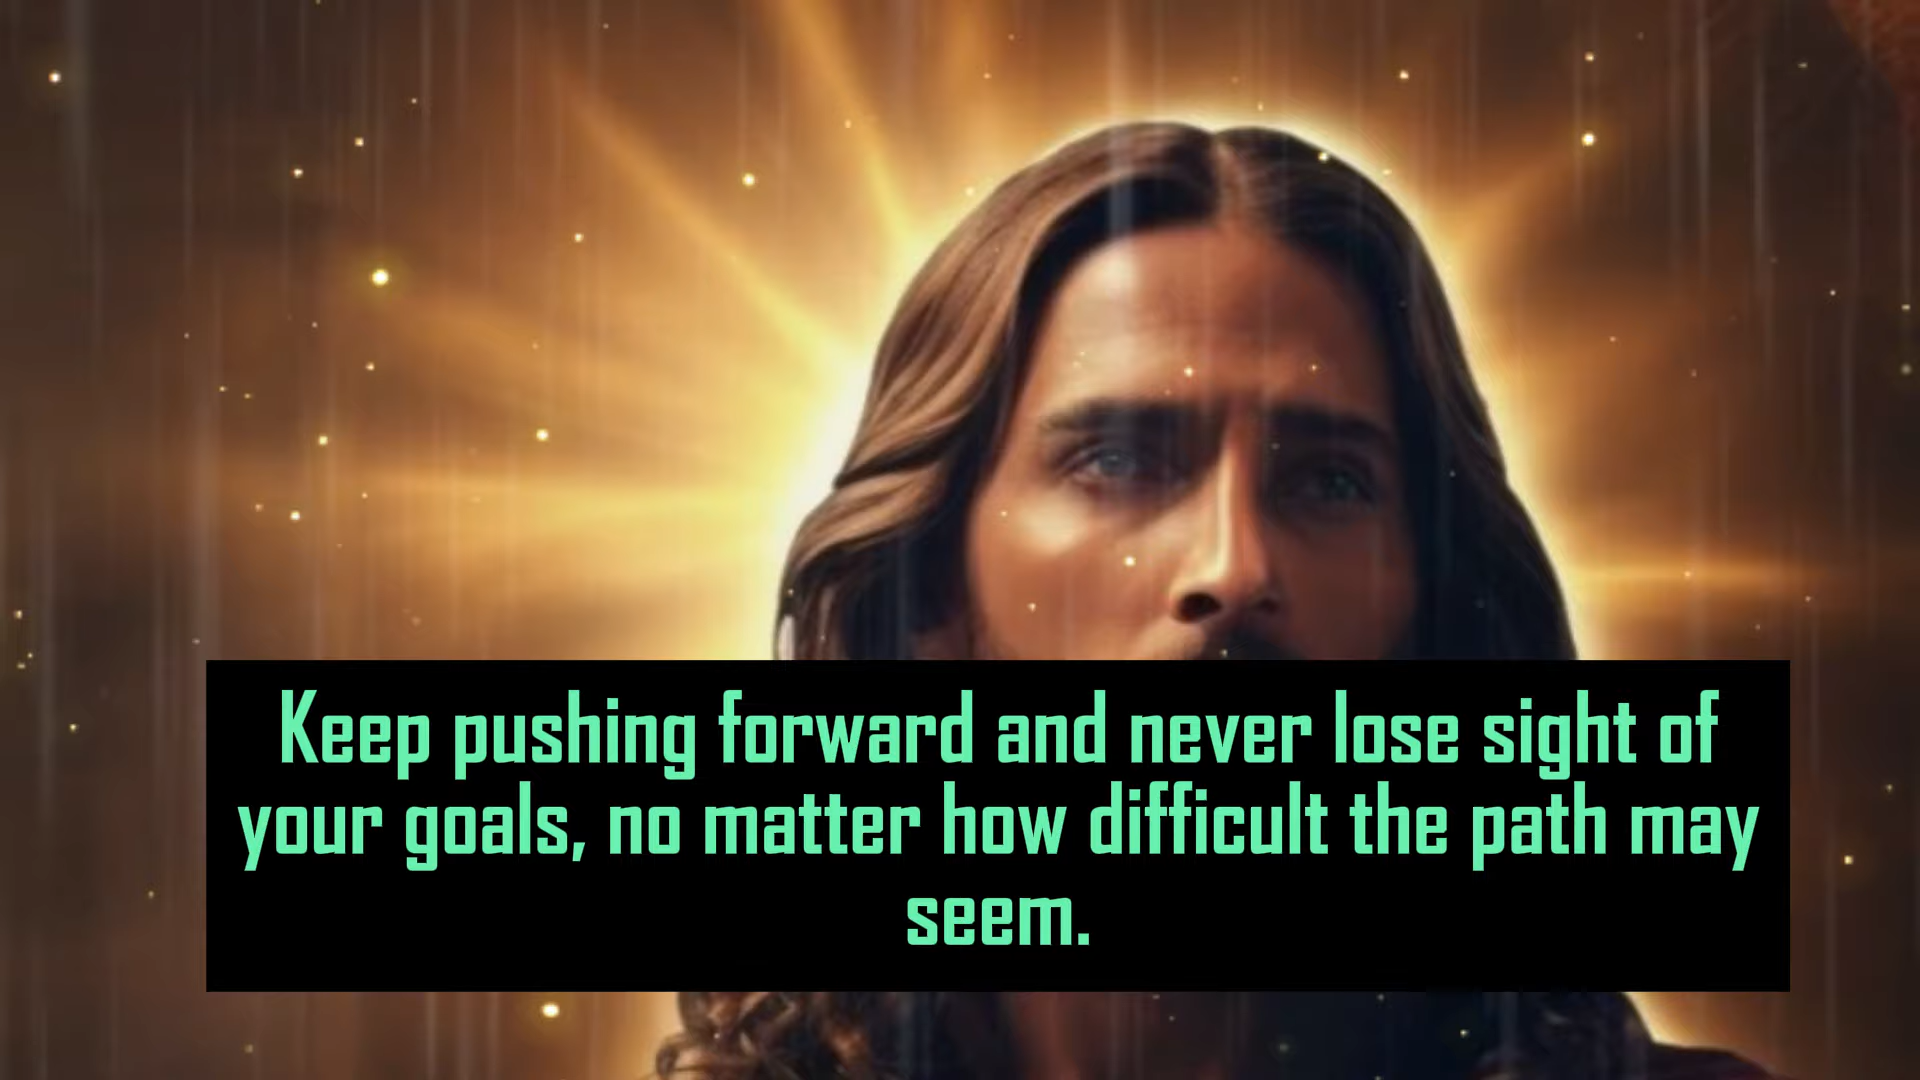 Keep pushing forward and never lose sight of
your goals, no matter how difficult the path may
seem.